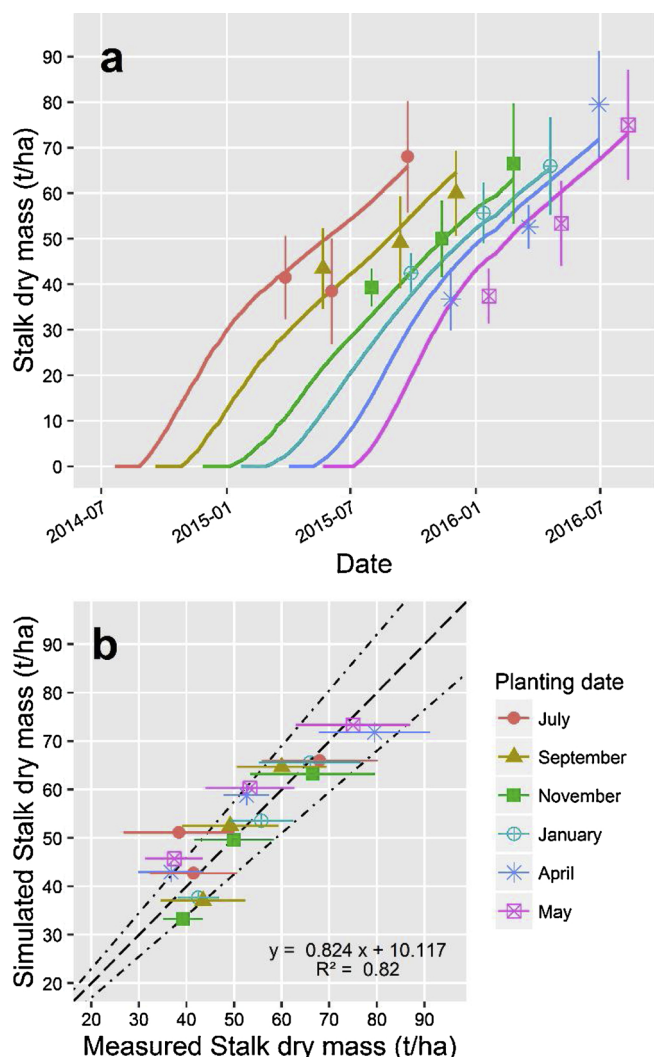 a
Stalk dry mass (t/ha)
90
80
70
60
50
40
30
20
10
0
2014-07
2015-01
2015-07
2016-01
2016-07
Date
b
Simulated Stalk dry mass (t/ha)
90
80
70
60
50
40
30
20
y = 0.824 x + 10.117
R² = 0.82
20
30
40
50
60
70
80
90
Measured Stalk dry mass (t/ha)
Planting date
July
September
November
January
April
May